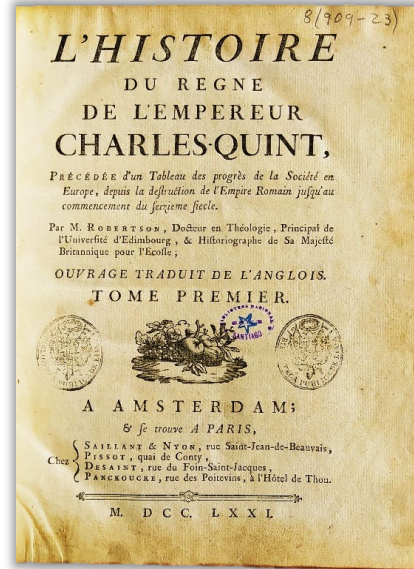 8(909-23)
L'HISTOIRE
DU REGNE
DE L'EMPEREUR
CHARLES-QUINT,
PRÉCÉDÉE d'un Tableau des progrès de la Société en
Europe, depuis la deſtruction de l'Empire Romain juſqu'au
commencement du ſeizieme ſiecle.
Par M. ROBERTSON, Docteur en Théologie, Principal de
l'Univerſité d'Edimbourg, & Hiſtoriographe de Sa Majeſté
Britannique pour l'Ecoſſe;
OUVRAGE TRADUIT DE L'ANGLOIS.
TOME PREMIER.
BIBLIOTECA NACIONAL
SANTIAGO
A AMSTERDAM;
& ſe trouve A PARIS,
Chez
SAILLANT & NYON, rue Saint-Jean-de-Beauvais,
PISSOT, quai de Conty,
DESAINT, rue du Foin-Saint-Jacques,
PANCKOUCKE, rue des Poitevins, à l'Hôtel de Thou.
M. DCC. LXXI.